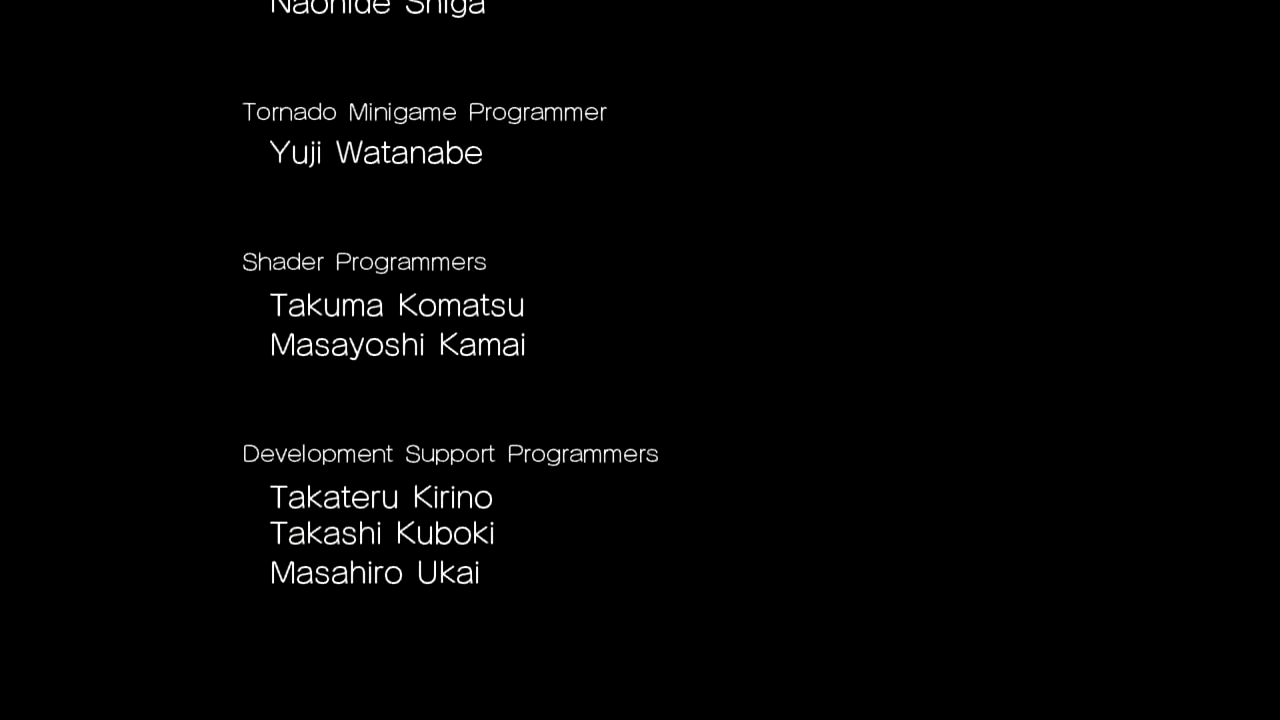 Naohide Shiga
Tornado Minigame Programmer
Yuji Watanabe
Shader Programmers
Takuma Komatsu
Masayoshi Kamai
Development Support Programmers
Takateru Kirino
Takashi Kuboki
Masahiro Ukai